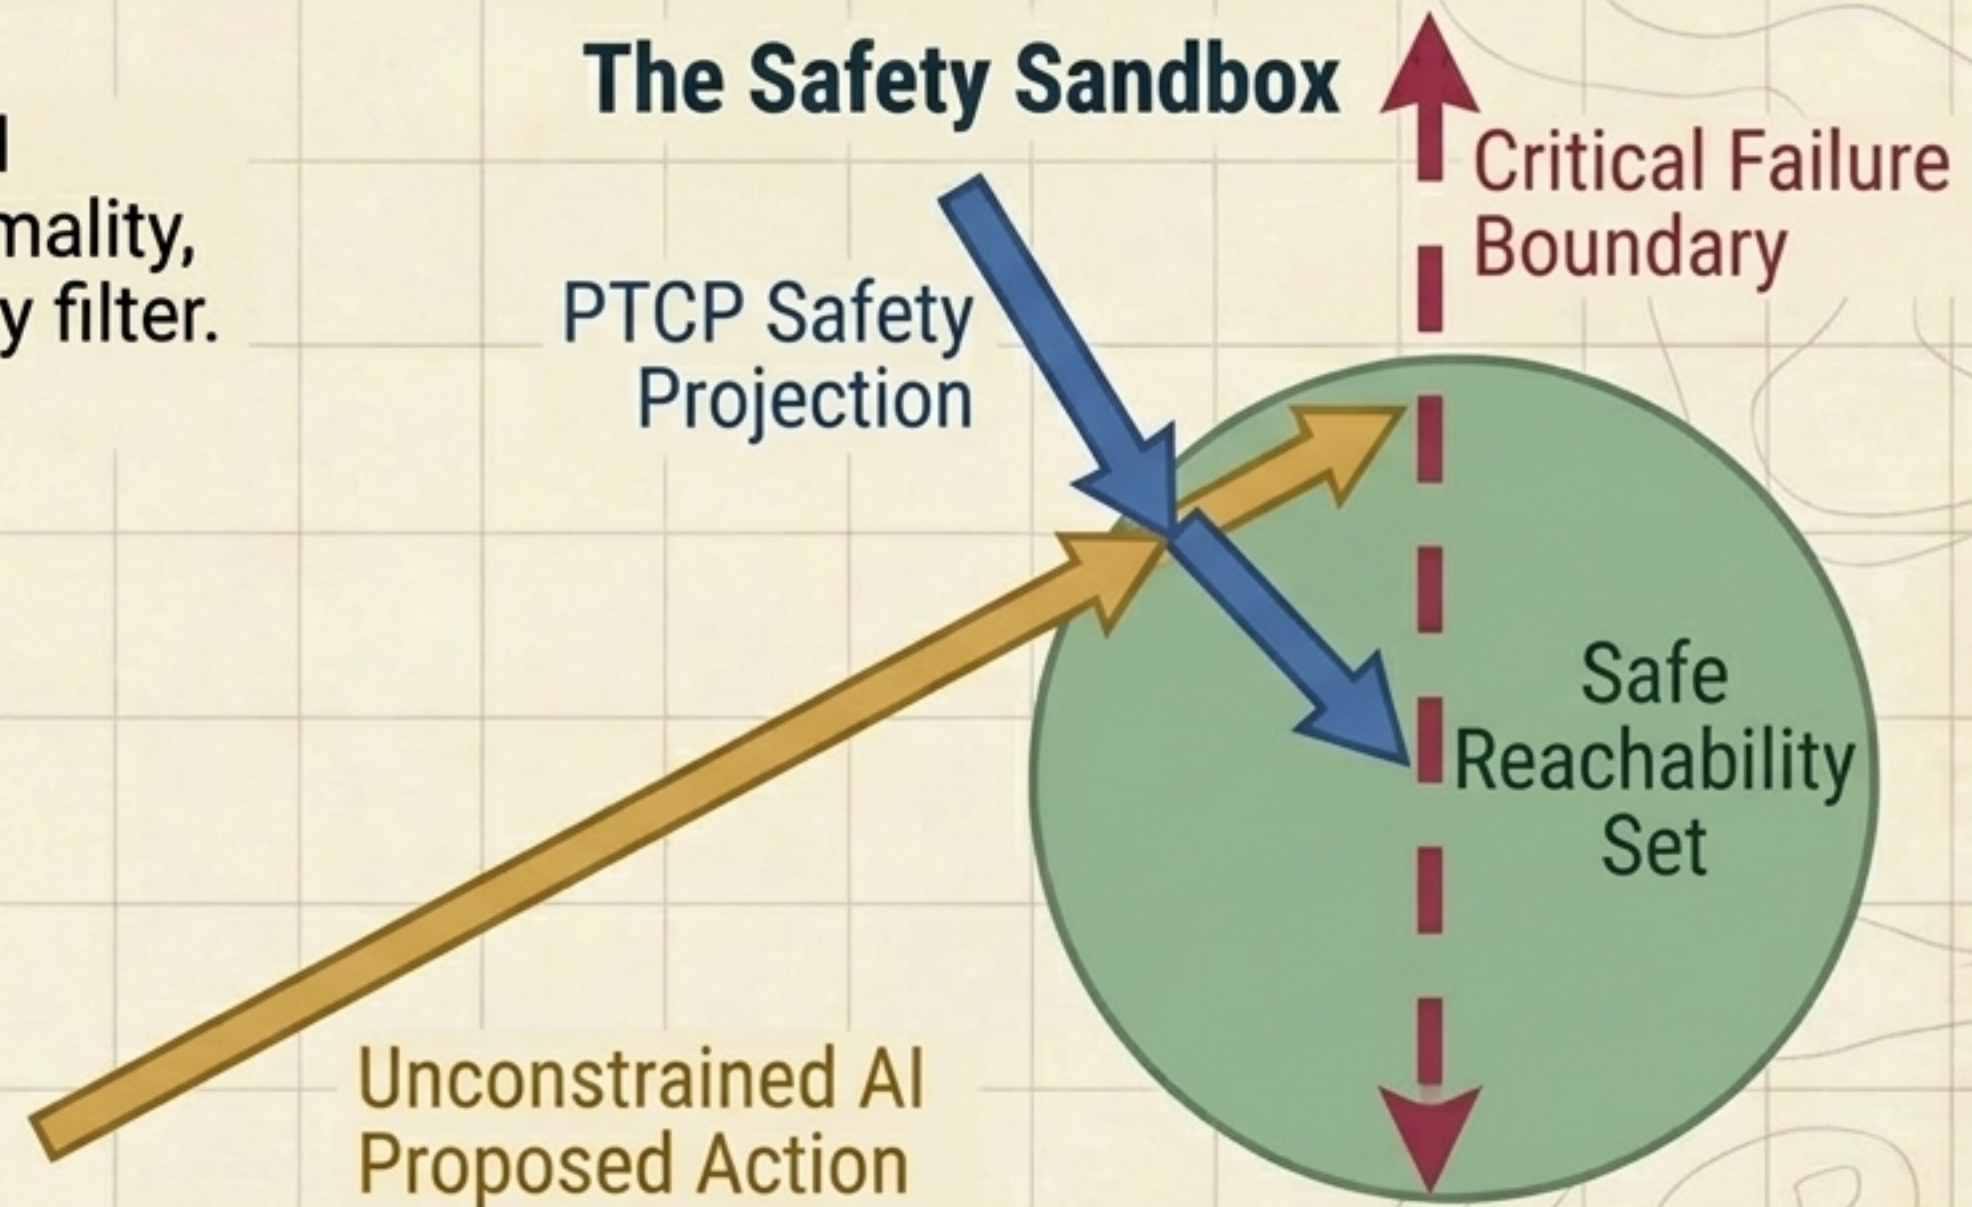 The Safety Sandbox
mality,
y filter.
Critical Failure
Boundary
PTCP Safety
Projection
Safe
Reachability
Set
Unconstrained AI
Proposed Action